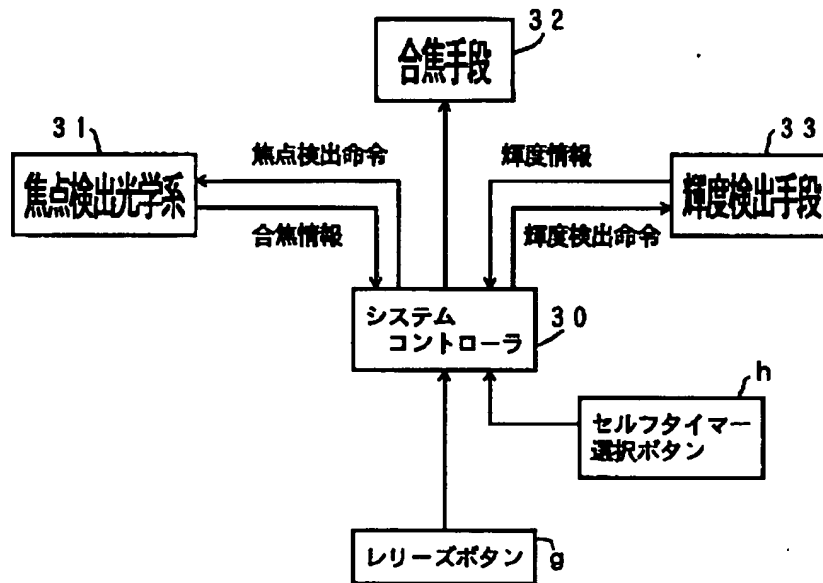 32
合焦手段
31
焦点検出光学系
焦点検出命令
合焦情報
輝度情報
輝度検出命令
33
輝度検出手段
システム
コントローラ
30
h
セルフタイマー
選択ボタン
レリーズボタン
g